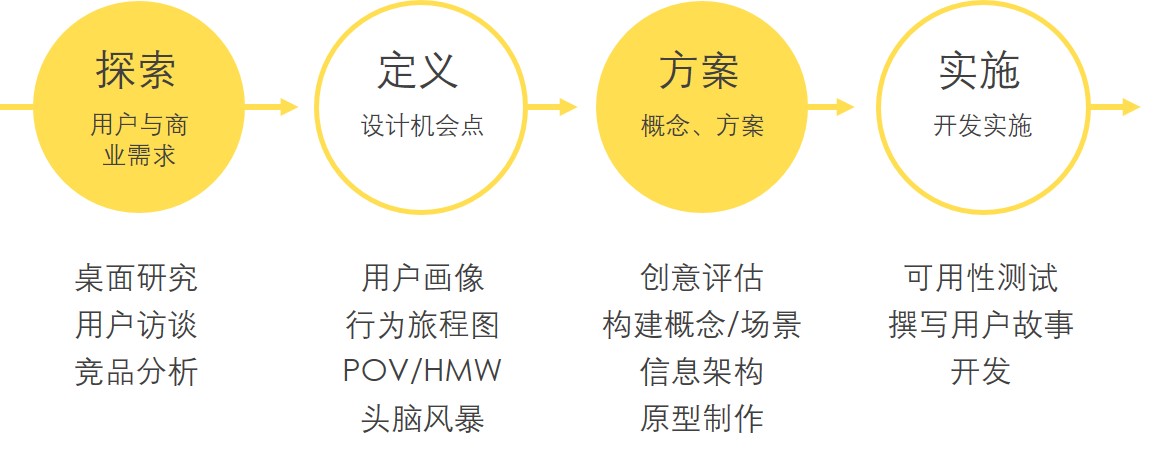 探索
用户与商
业需求
定义
设计机会点
方案
概念、方案
实施
开发实施
桌面研究
用户访谈
竞品分析
用户画像
行为旅程图
POV/HMW
头脑风暴
创意评估
构建概念/场景
信息架构
原型制作
可用性测试
撰写用户故事
开发